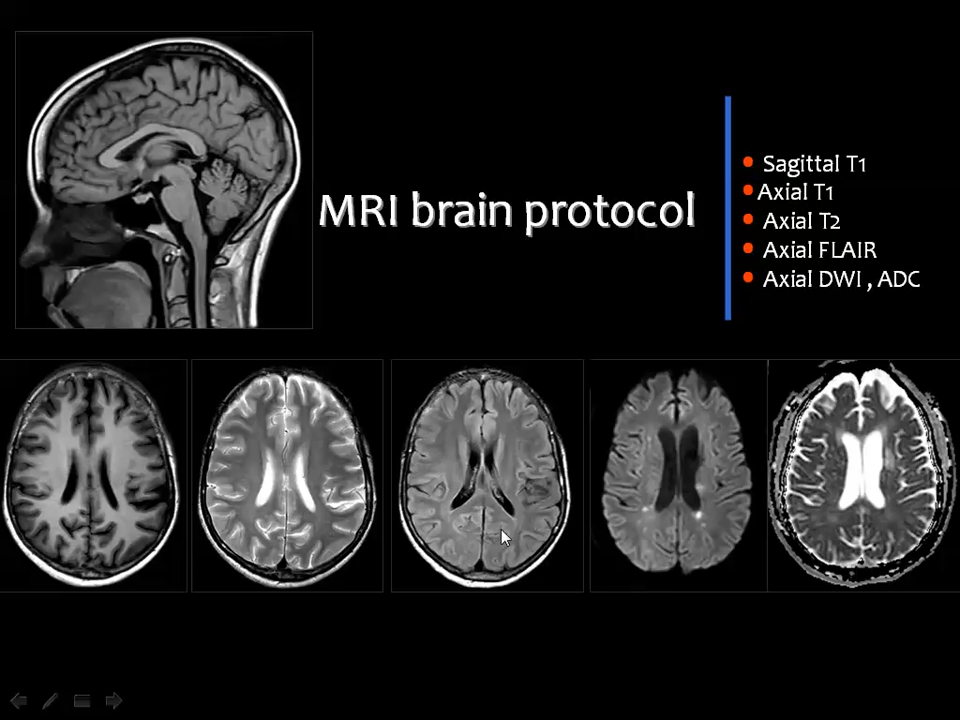 MRI brain protocol
Sagittal T1
Axial T1
Axial T2
Axial FLAIR
Axial DWI , ADC